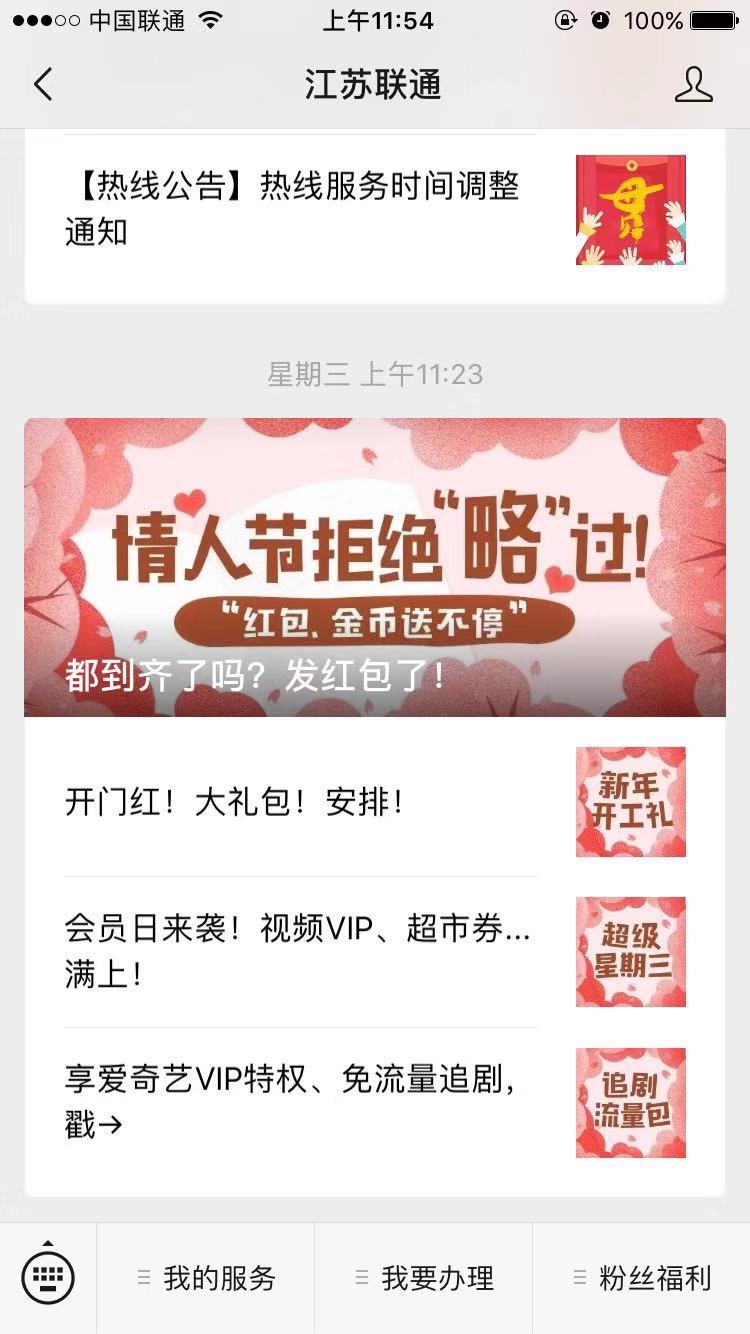 中国联通 上午11:54 100%
江苏联通
【热线公告】热线服务时间调整
通知
星期三 上午11:23
情人节拒绝“略”过!
“红包、金币送不停”
都到齐了吗？发红包了！
开门红！大礼包！安排！
新年
开工礼
会员日来袭！视频VIP、超市券...
满上！
超级
星期三
享爱奇艺VIP特权、免流量追剧，
戳→
追剧
流量包
我的服务 我要办理 粉丝福利